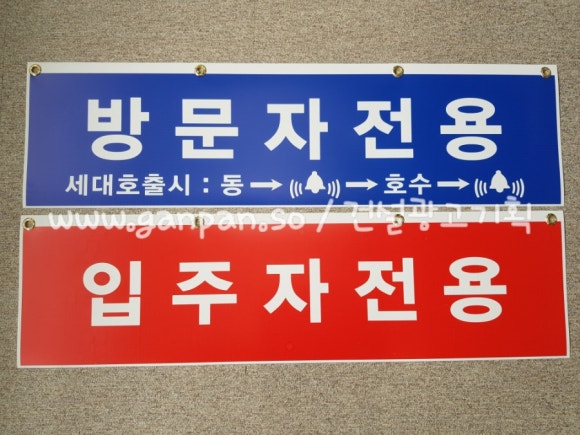 방문자전용
세대호출시 : 동 → → 호수 →
www.ganpan.so / 건설광고기획
입주자전용